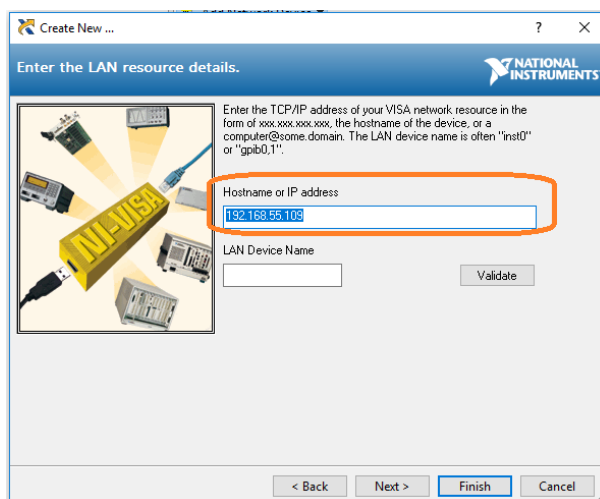 Add Network Device
Create New ...
?
Enter the LAN resource details.
NATIONAL
INSTRUMENTS
Enter the TCP/IP address of your VISA network resource in the
form of xxx.xxx.xxx.xxx, the hostname of the device, or a
computer@some.domain. The LAN device name is often "inst0"
or "gpib0,1".
NI-VISA
Hostname or IP address
192.168.55.109
LAN Device Name
Validate
< Back
Next >
Finish
Cancel